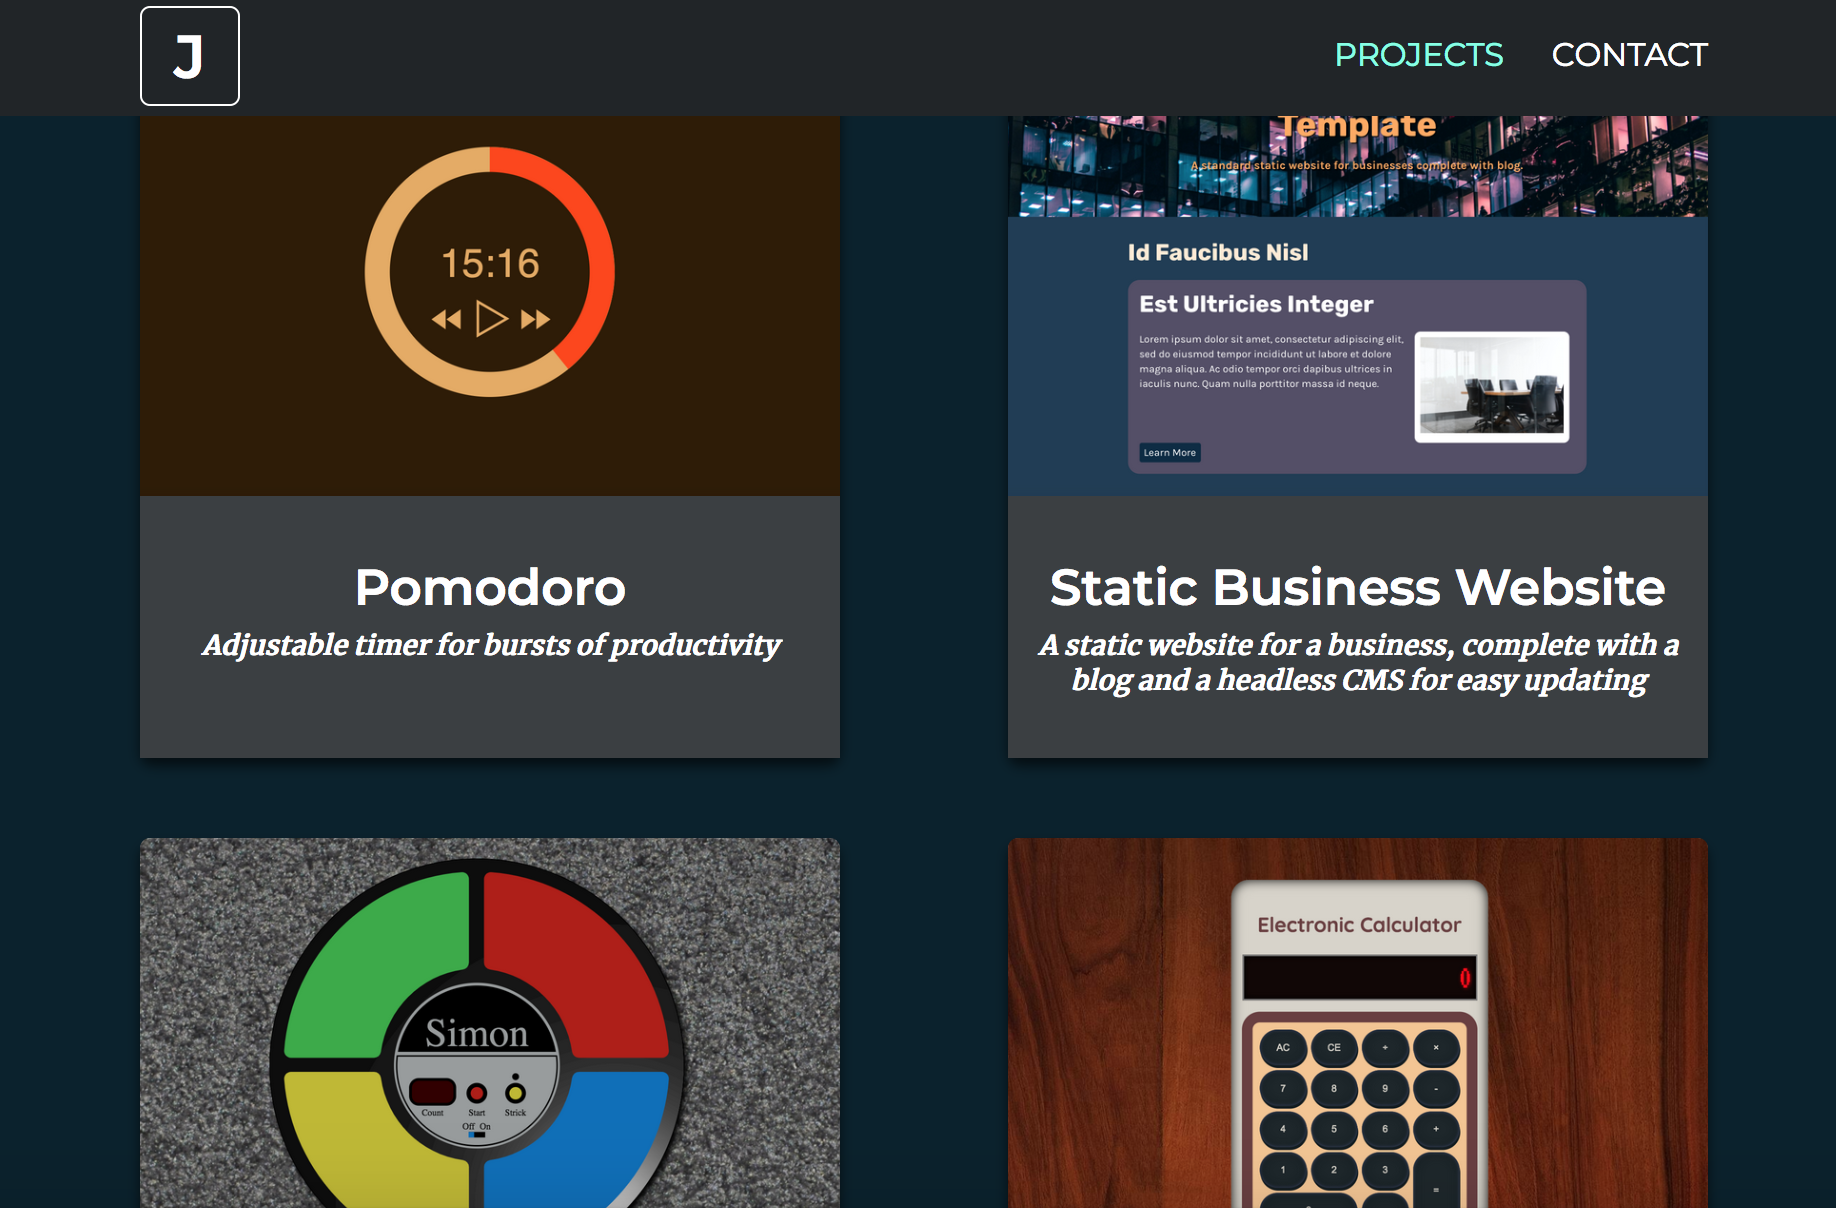 J
PROJECTS CONTACT
15:16
Template
A standard static website for businesses complete with blog.
Id Faucibus Nisl
Est Ultricies Integer
Lorem ipsum dolor sit amet, consectetur adipiscing elit,
sed do eiusmod tempor incididunt ut labore et dolore
magna aliqua. Ac odio tempor orci dapibus ultrices in
iaculis nunc. Quam nulla porttitor massa id neque.
Learn More
Pomodoro
Adjustable timer for bursts of productivity
Static Business Website
A static website for a business, complete with a
blog and a headless CMS for easy updating
Simon
Count Start Strick
Off On
Electronic Calculator
0
AC CE ÷ ×
7 8 9 -
4 5 6 +
1 2 3
=